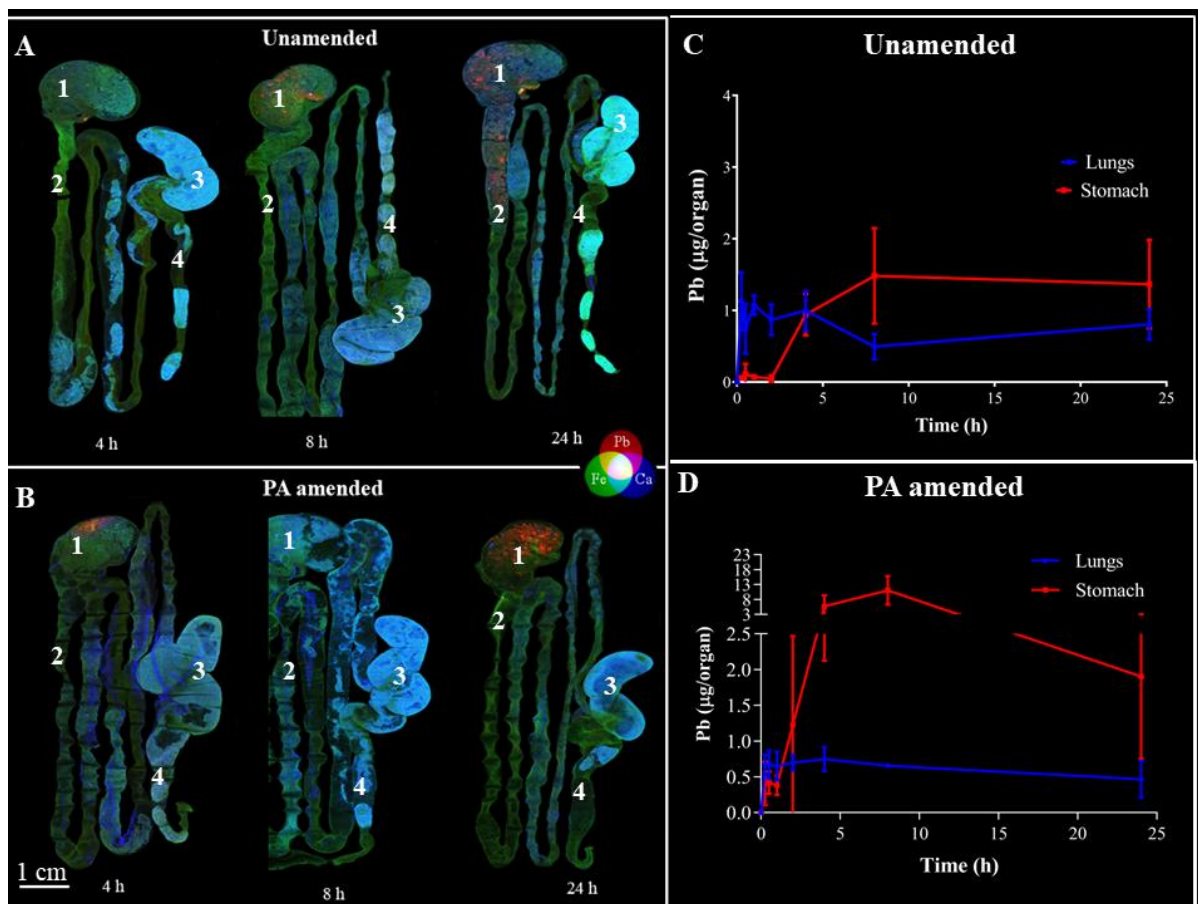 A
Unamended
1
2
3
4
4 h
1
2
3
4
8 h
1
2
3
4
24 h
Pb
Fe
Ca
B
PA amended
1
2
3
4
1 cm
4 h
1
2
3
4
8 h
1
2
3
4
24 h
C
Unamended
Pb (µg/organ)
4
3
2
1
0
Lungs
Stomach
0 5 10 15 20 25
Time (h)
D
PA amended
Pb (µg/organ)
23
18
13
8
3
2.5
2.0
1.5
1.0
0.5
0.0
Lungs
Stomach
0 5 10 15 20 25
Time (h)